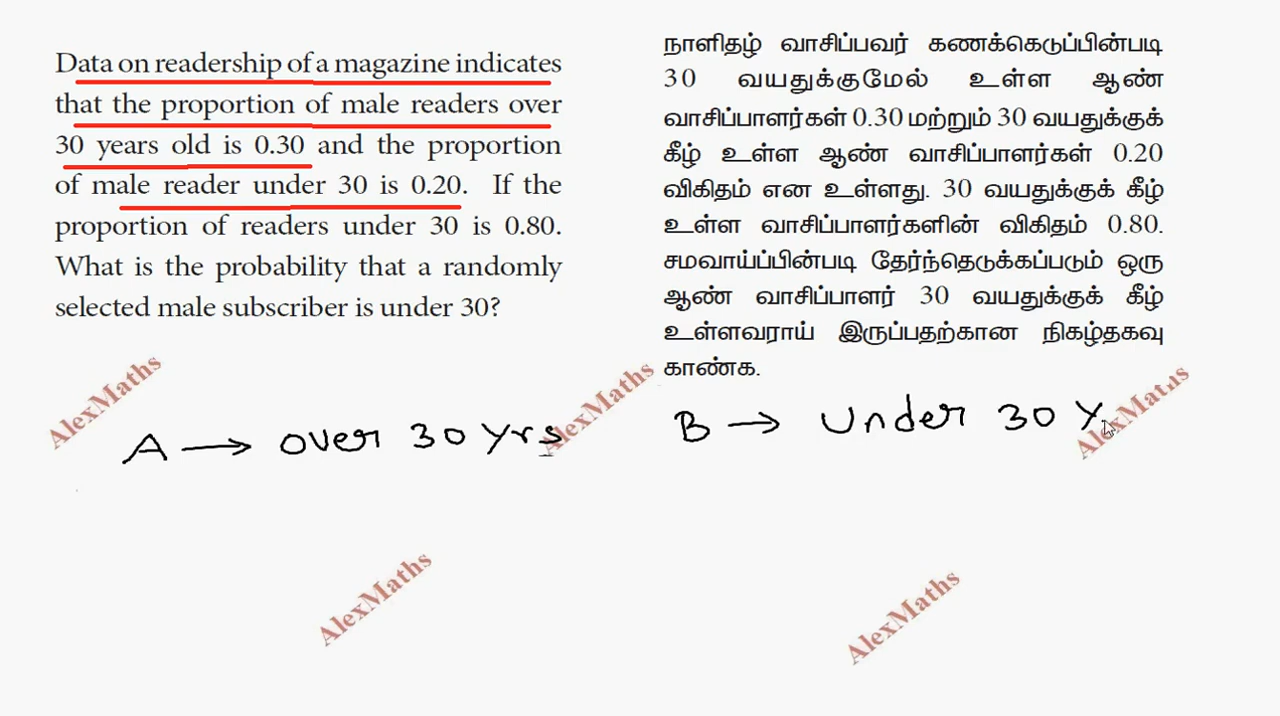 Data on readership of a magazine indicates
that the proportion of male readers over
30 years old is 0.30 and the proportion
of male reader under 30 is 0.20. If the
proportion of readers under 30 is 0.80.
What is the probability that a randomly
selected male subscriber is under 30?
நாளிதழ் வாசிப்பவர் கணக்கெடுப்பின்படி
30 வயதுக்குமேல் உள்ள ஆண்
வாசிப்பாளர்கள் 0.30 மற்றும் 30 வயதுக்குக்
கீழ் உள்ள ஆண் வாசிப்பாளர்கள் 0.20
விகிதம் என உள்ளது. 30 வயதுக்குக் கீழ்
உள்ள வாசிப்பாளர்களின் விகிதம் 0.80.
சமவாய்ப்பின்படி தேர்ந்தெடுக்கப்படும் ஒரு
ஆண் வாசிப்பாளர் 30 வயதுக்குக் கீழ்
உள்ளவராய் இருப்பதற்கான நிகழ்தகவு
காண்க.
AlexMaths
AlexMaths
AlexMaths
A → over 30 yrs
B → Under 30 Y
AlexMaths
AlexMaths